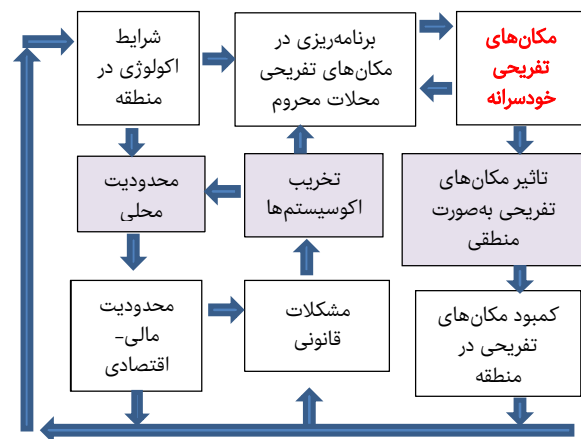 مکان‌های
تفریحی
خودسرانه
برنامه‌ریزی در
مکان‌های تفریحی
محلات محروم
شرایط
اکولوژی در
منطقه
تاثیر مکان‌های
تفریحی به‌صورت
منطقی
تخریب
اکوسیستم‌ها
محدودیت
محلی
کمبود مکان‌های
تفریحی در
منطقه
مشکلات
قانونی
محدودیت
مالی-
اقتصادی